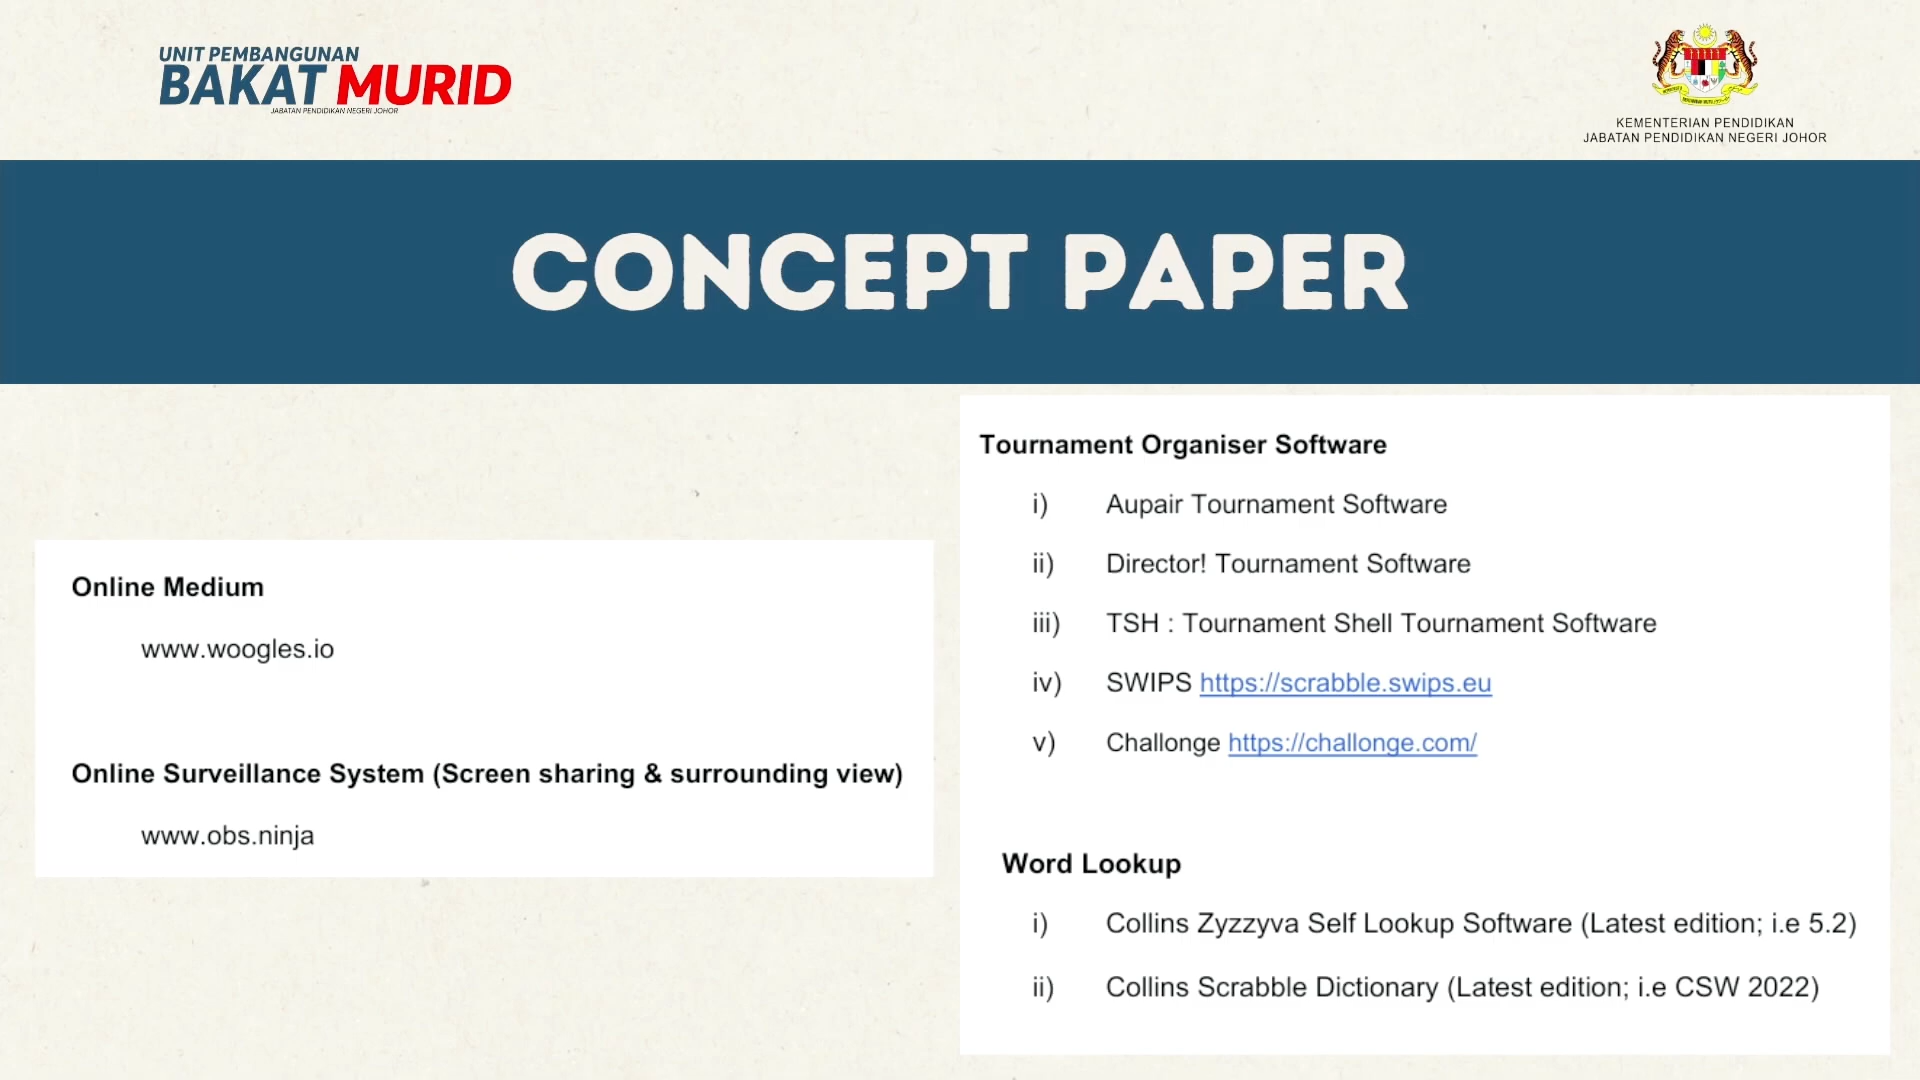 UNIT PEMBANGUNAN
BAKAT MURID
JABATAN PENDIDIKAN NEGERI JOHOR
KEMENTERIAN PENDIDIKAN
JABATAN PENDIDIKAN NEGERI JOHOR
CONCEPT PAPER
Online Medium
www.woogles.io
Online Surveillance System (Screen sharing & surrounding view)
www.obs.ninja
Tournament Organiser Software
i) Aupair Tournament Software
ii) Director! Tournament Software
iii) TSH : Tournament Shell Tournament Software
iv) SWIPS https://scrabble.swips.eu
v) Challonge https://challonge.com/
Word Lookup
i) Collins Zyzzyva Self Lookup Software (Latest edition; i.e 5.2)
ii) Collins Scrabble Dictionary (Latest edition; i.e CSW 2022)